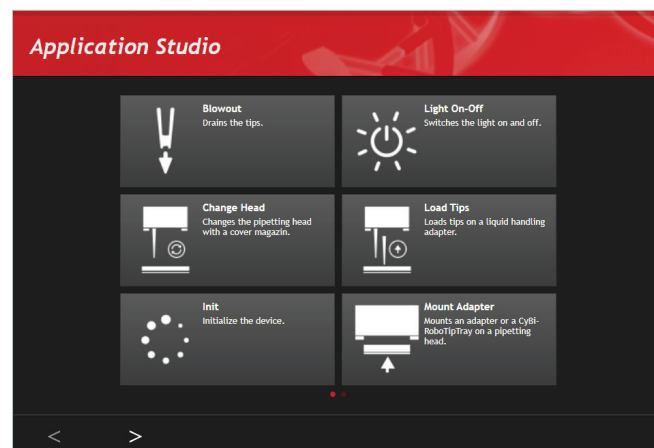 Application Studio
Blowout
Drains the tips.
Light On-Off
Switches the light on and off.
Change Head
Changes the pipetting head
with a cover magazin.
Load Tips
Loads tips on a liquid handling
adapter.
Init
Initialize the device.
Mount Adapter
Mounts an adapter or a CyBi-
RoboTipTray on a pipetting
head.
< >